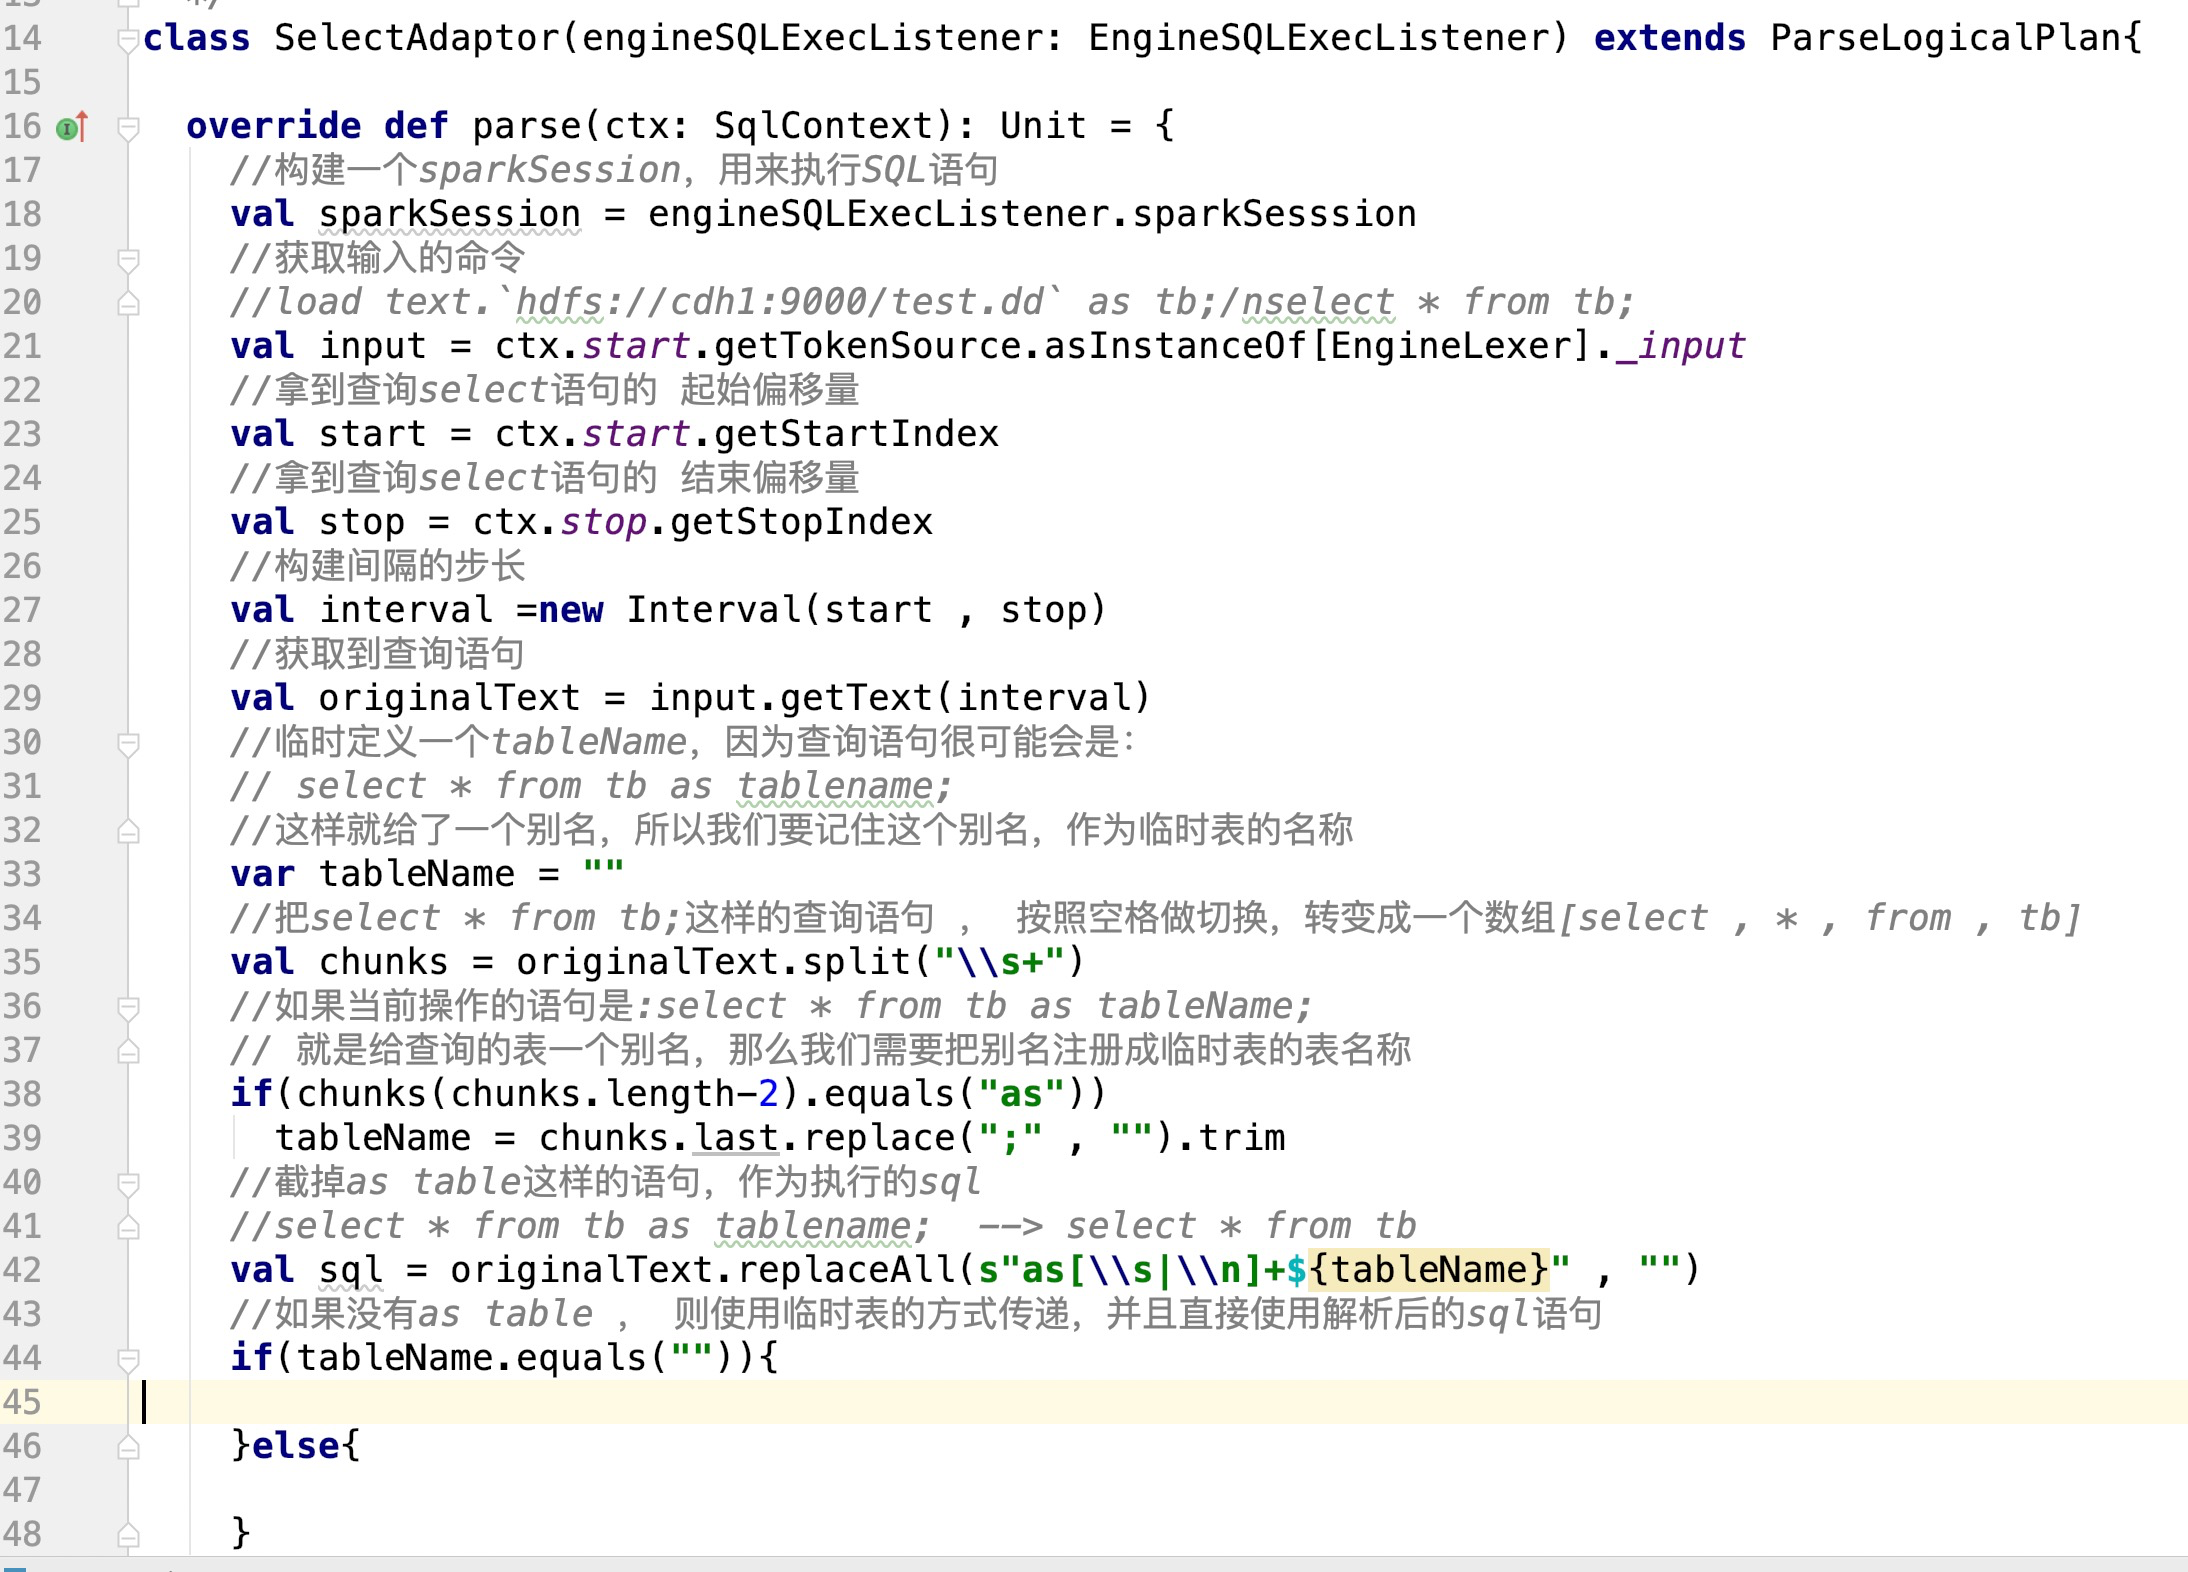 14 class SelectAdaptor(engineSQLExecListener: EngineSQLExecListener) extends ParseLogicalPlan{
15
16 override def parse(ctx: SqlContext): Unit = {
17 //构建一个sparkSession，用来执行SQL语句
18 val sparkSession = engineSQLExecListener.sparkSesssion
19 //获取输入的命令
20 //load text.`hdfs://cdh1:9000/test.dd` as tb;/nselect * from tb;
21 val input = ctx.start.getTokenSource.asInstanceOf[EngineLexer]._input
22 //拿到查询select语句的 起始偏移量
23 val start = ctx.start.getStartIndex
24 //拿到查询select语句的 结束偏移量
25 val stop = ctx.stop.getStopIndex
26 //构建间隔的步长
27 val interval =new Interval(start , stop)
28 //获取到查询语句
29 val originalText = input.getText(interval)
30 //临时定义一个tableName，因为查询语句很可能会是：
31 // select * from tb as tablename;
32 //这样就给了一个别名，所以我们要记住这个别名，作为临时表的名称
33 var tableName = ""
34 //把select * from tb;这样的查询语句 ， 按照空格做切换，转变成一个数组[select , * , from , tb]
35 val chunks = originalText.split("\\s+")
36 //如果当前操作的语句是:select * from tb as tableName;
37 // 就是给查询的表一个别名，那么我们需要把别名注册成临时表的表名称
38 if(chunks(chunks.length-2).equals("as"))
39 tableName = chunks.last.replace(";" , "").trim
40 //截掉as table这样的语句，作为执行的sql
41 //select * from tb as tablename;  --> select * from tb
42 val sql = originalText.replaceAll(s"as[\\s|\\n]+${tableName}" , "")
43 //如果没有as table ， 则使用临时表的方式传递，并且直接使用解析后的sql语句
44 if(tableName.equals("")){
45
46 }else{
47
48 }